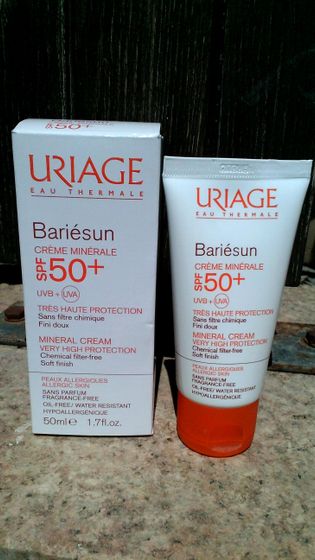 SPF 50+
URIAGE
EAU THERMALE
Bariésun
CRÈME MINÉRALE
SPF 50+
UVB + UVA
TRÈS HAUTE PROTECTION
Sans filtre chimique
Fini doux
MINERAL CREAM
VERY HIGH PROTECTION
Chemical filter-free
Soft finish
PEAUX ALLERGIQUES
ALLERGIC SKIN
SANS PARFUM
FRAGRANCE-FREE
OIL-FREE/ WATER RESISTANT
HYPOALLERGÉNIQUE
50ml e 1.7fl.oz.
URIAGE
EAU THERMALE
Bariésun
CRÈME MINÉRALE
SPF 50+
UVB + UVA
TRÈS HAUTE PROTECTION
Sans filtre chimique
Fini doux
MINERAL CREAM
VERY HIGH PROTECTION
Chemical filter-free
Soft finish
PEAUX ALLERGIQUES
ALLERGIC SKIN
SANS PARFUM
FRAGRANCE-FREE
OIL-FREE/ WATER RESISTANT
HYPOALLERGÉNIQUE